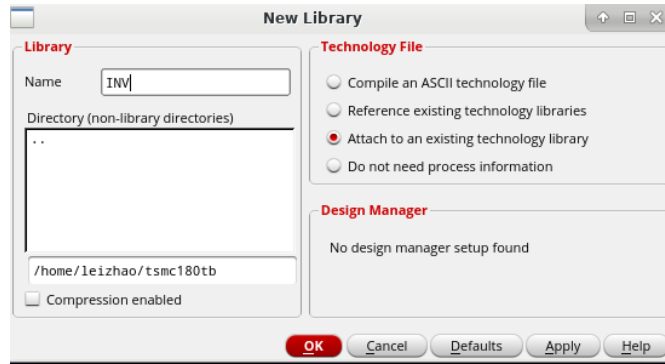 New Library
Library
Name INV
Directory (non-library directories)
..
/home/leizhao/tsmc180tb
Compression enabled
Technology File
Compile an ASCII technology file
Reference existing technology libraries
Attach to an existing technology library
Do not need process information
Design Manager
No design manager setup found
OK Cancel Defaults Apply Help